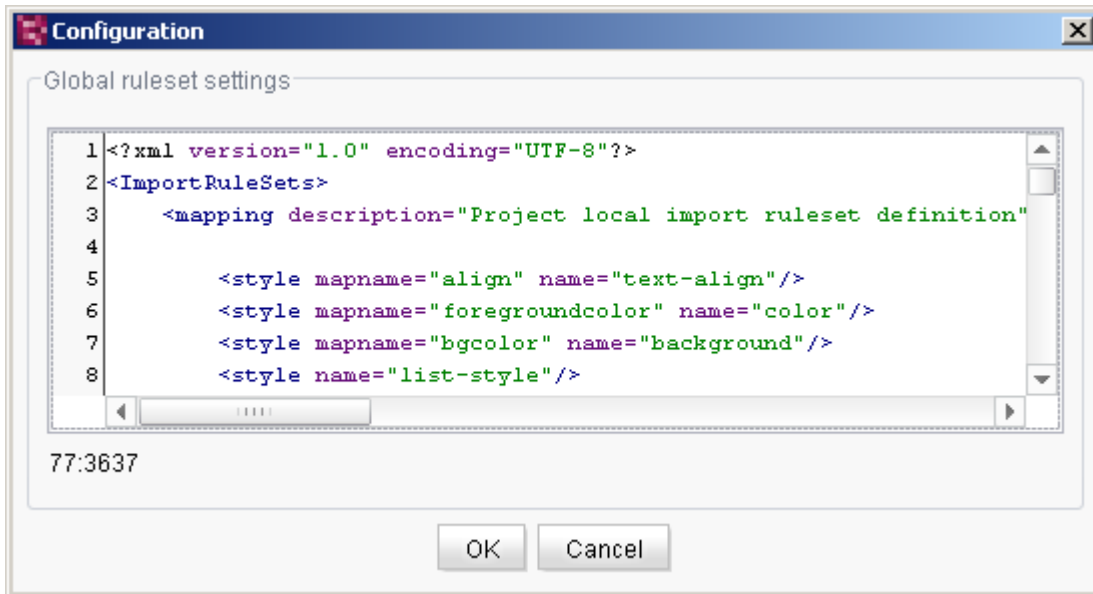 Configuration
Global ruleset settings
1<?xml version="1.0" encoding="UTF-8"?>
2<ImportRuleSets>
3    <mapping description="Project local import ruleset definition"
4
5        <style mapname="align" name="text-align"/>
6        <style mapname="foregroundcolor" name="color"/>
7        <style mapname="bgcolor" name="background"/>
8        <style name="list-style"/>
77:3637
OK Cancel